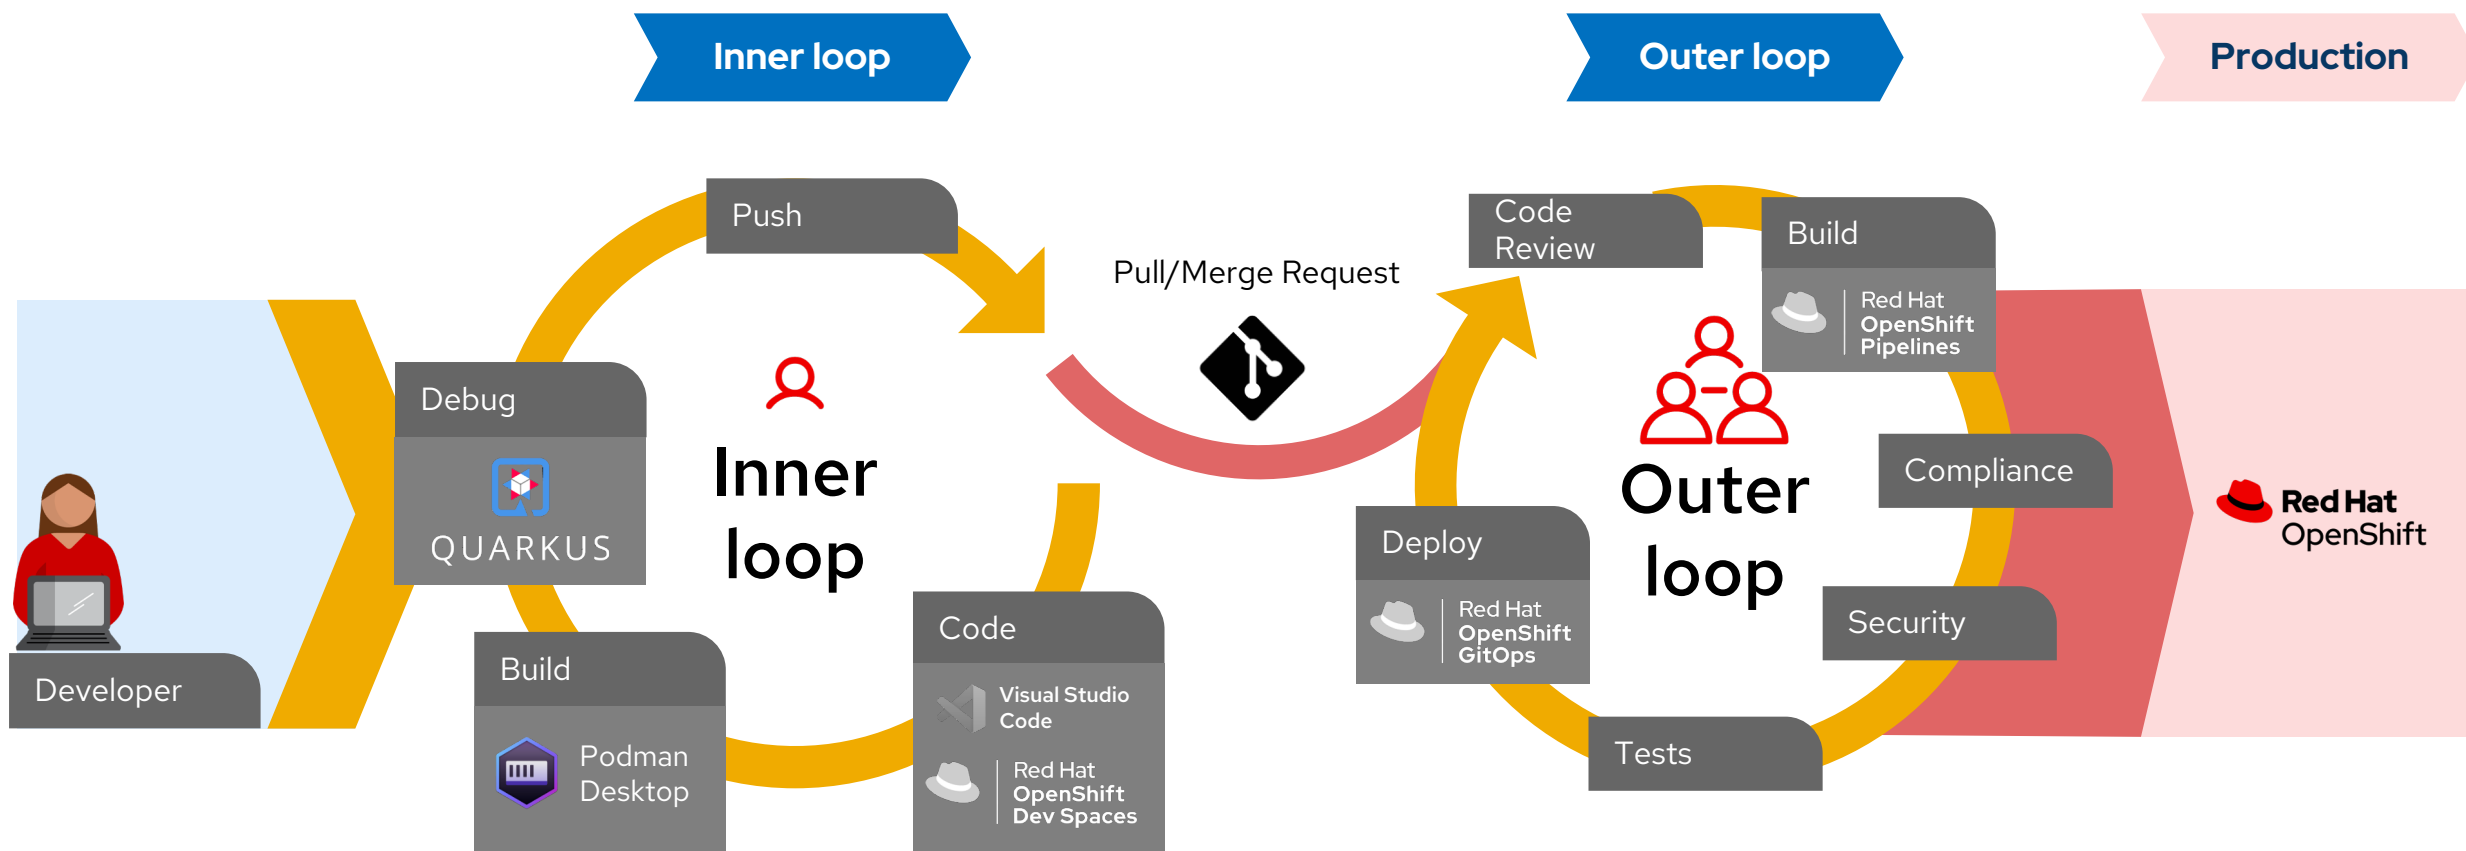 Inner loop
Outer loop
Production
Push
Pull/Merge Request
Code
Review
Build
Red Hat
OpenShift
Pipelines
Debug
QUARKUS
Inner
loop
Outer
loop
Compliance
Red Hat
OpenShift
Deploy
Red Hat
OpenShift
GitOps
Security
Developer
Build
Podman
Desktop
Code
Visual Studio
Code
Red Hat
OpenShift
Dev Spaces
Tests